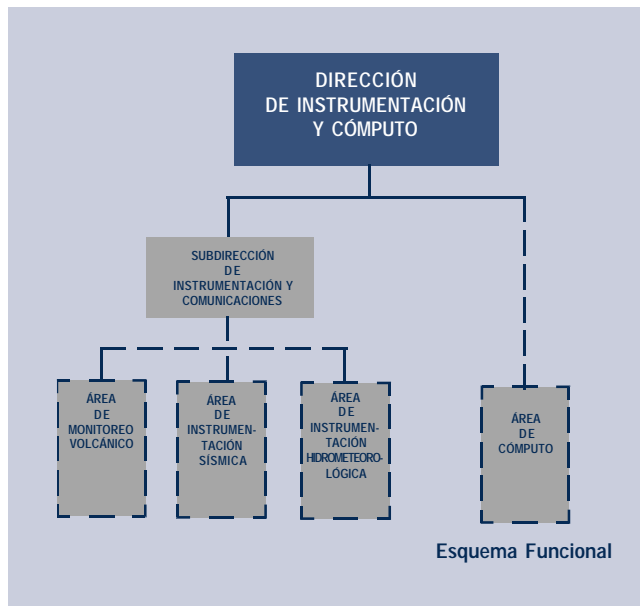 DIRECCIÓN
DE INSTRUMENTACIÓN
Y CÓMPUTO
SUBDIRECCIÓN
DE
INSTRUMENTACIÓN Y
COMUNICACIONES
ÁREA
DE
MONITOREO
VOLCÁNICO
ÁREA
DE
INSTRUMEN-
TACIÓN
SÍSMICA
ÁREA
DE INSTRUMEN-
TACIÓN
HIDROMETEORO-
LÓGICA
ÁREA
DE
CÓMPUTO
Esquema Funcional